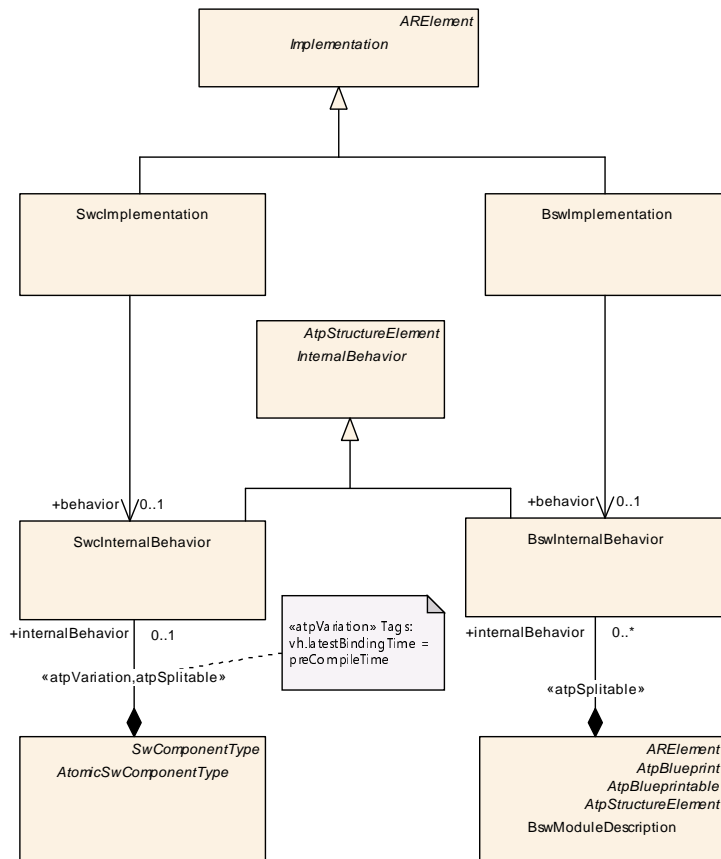 ARElement
Implementation
SwcImplementation
BswImplementation
AtpStructureElement
InternalBehavior
+behavior 0..1
+behavior 0..1
SwcInternalBehavior
BswInternalBehavior
«atpVariation» Tags:
vh.latestBindingTime =
preCompileTime
+internalBehavior 0..1
+internalBehavior 0..*
«atpVariation,atpSplitable»
«atpSplitable»
SwComponentType
AtomicSwComponentType
ARElement
AtpBlueprint
AtpBlueprintable
AtpStructureElement
BswModuleDescription